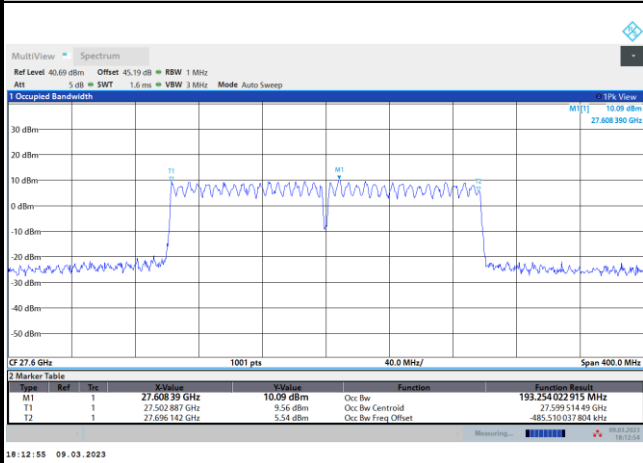 MultiView Spectrum
Ref Level 40.69 dBm Offset 45.19 dB RBW 1 MHz
Att 5 dB SWT 1.6 ms VBW 3 MHz Mode Auto Sweep
1 Occupied Bandwidth 1Pk View
M1[1] 10.09 dBm
27.608 390 GHz
30 dBm
20 dBm
T1 M1
10 dBm
0 dBm
-10 dBm
-20 dBm
-30 dBm
-40 dBm
-50 dBm
CF 27.6 GHz 1001 pts 40.0 MHz/ Span 400.0 MHz
2 Marker Table
Type Ref Trc X-Value Y-Value Function Function Result
M1 1 27.608 39 GHz 10.09 dBm Occ Bw 193.254 022 915 MHz
T1 1 27.502 887 GHz 9.56 dBm Occ Bw Centroid 27.599 514 49 GHz
T2 1 27.696 142 GHz 5.54 dBm Occ Bw Freq Offset -485.510 037 804 kHz
Measuring... 09.03.2023
18:12:54
18:12:55 09.03.2023